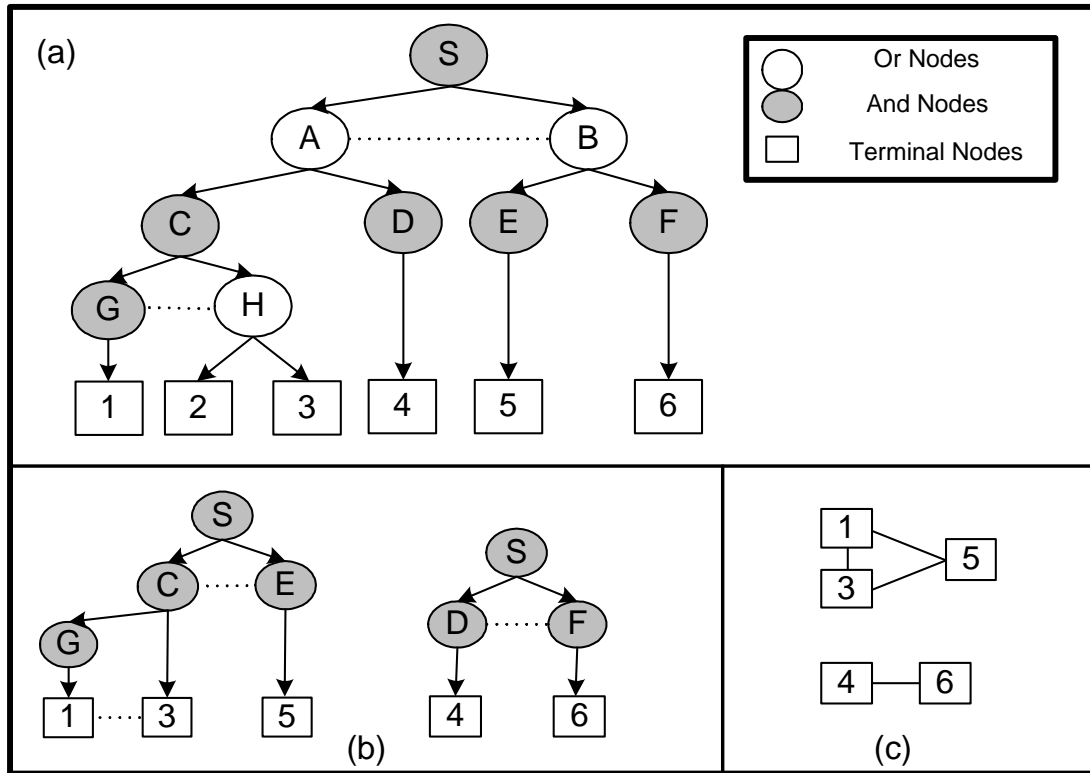 (a)
S
A B
C D E F
G H
1 2 3 4 5 6
Or Nodes
And Nodes
Terminal Nodes
S
C E
G
1 3 5
S
D F
4 6
(b)
1
3
5
4 6
(c)